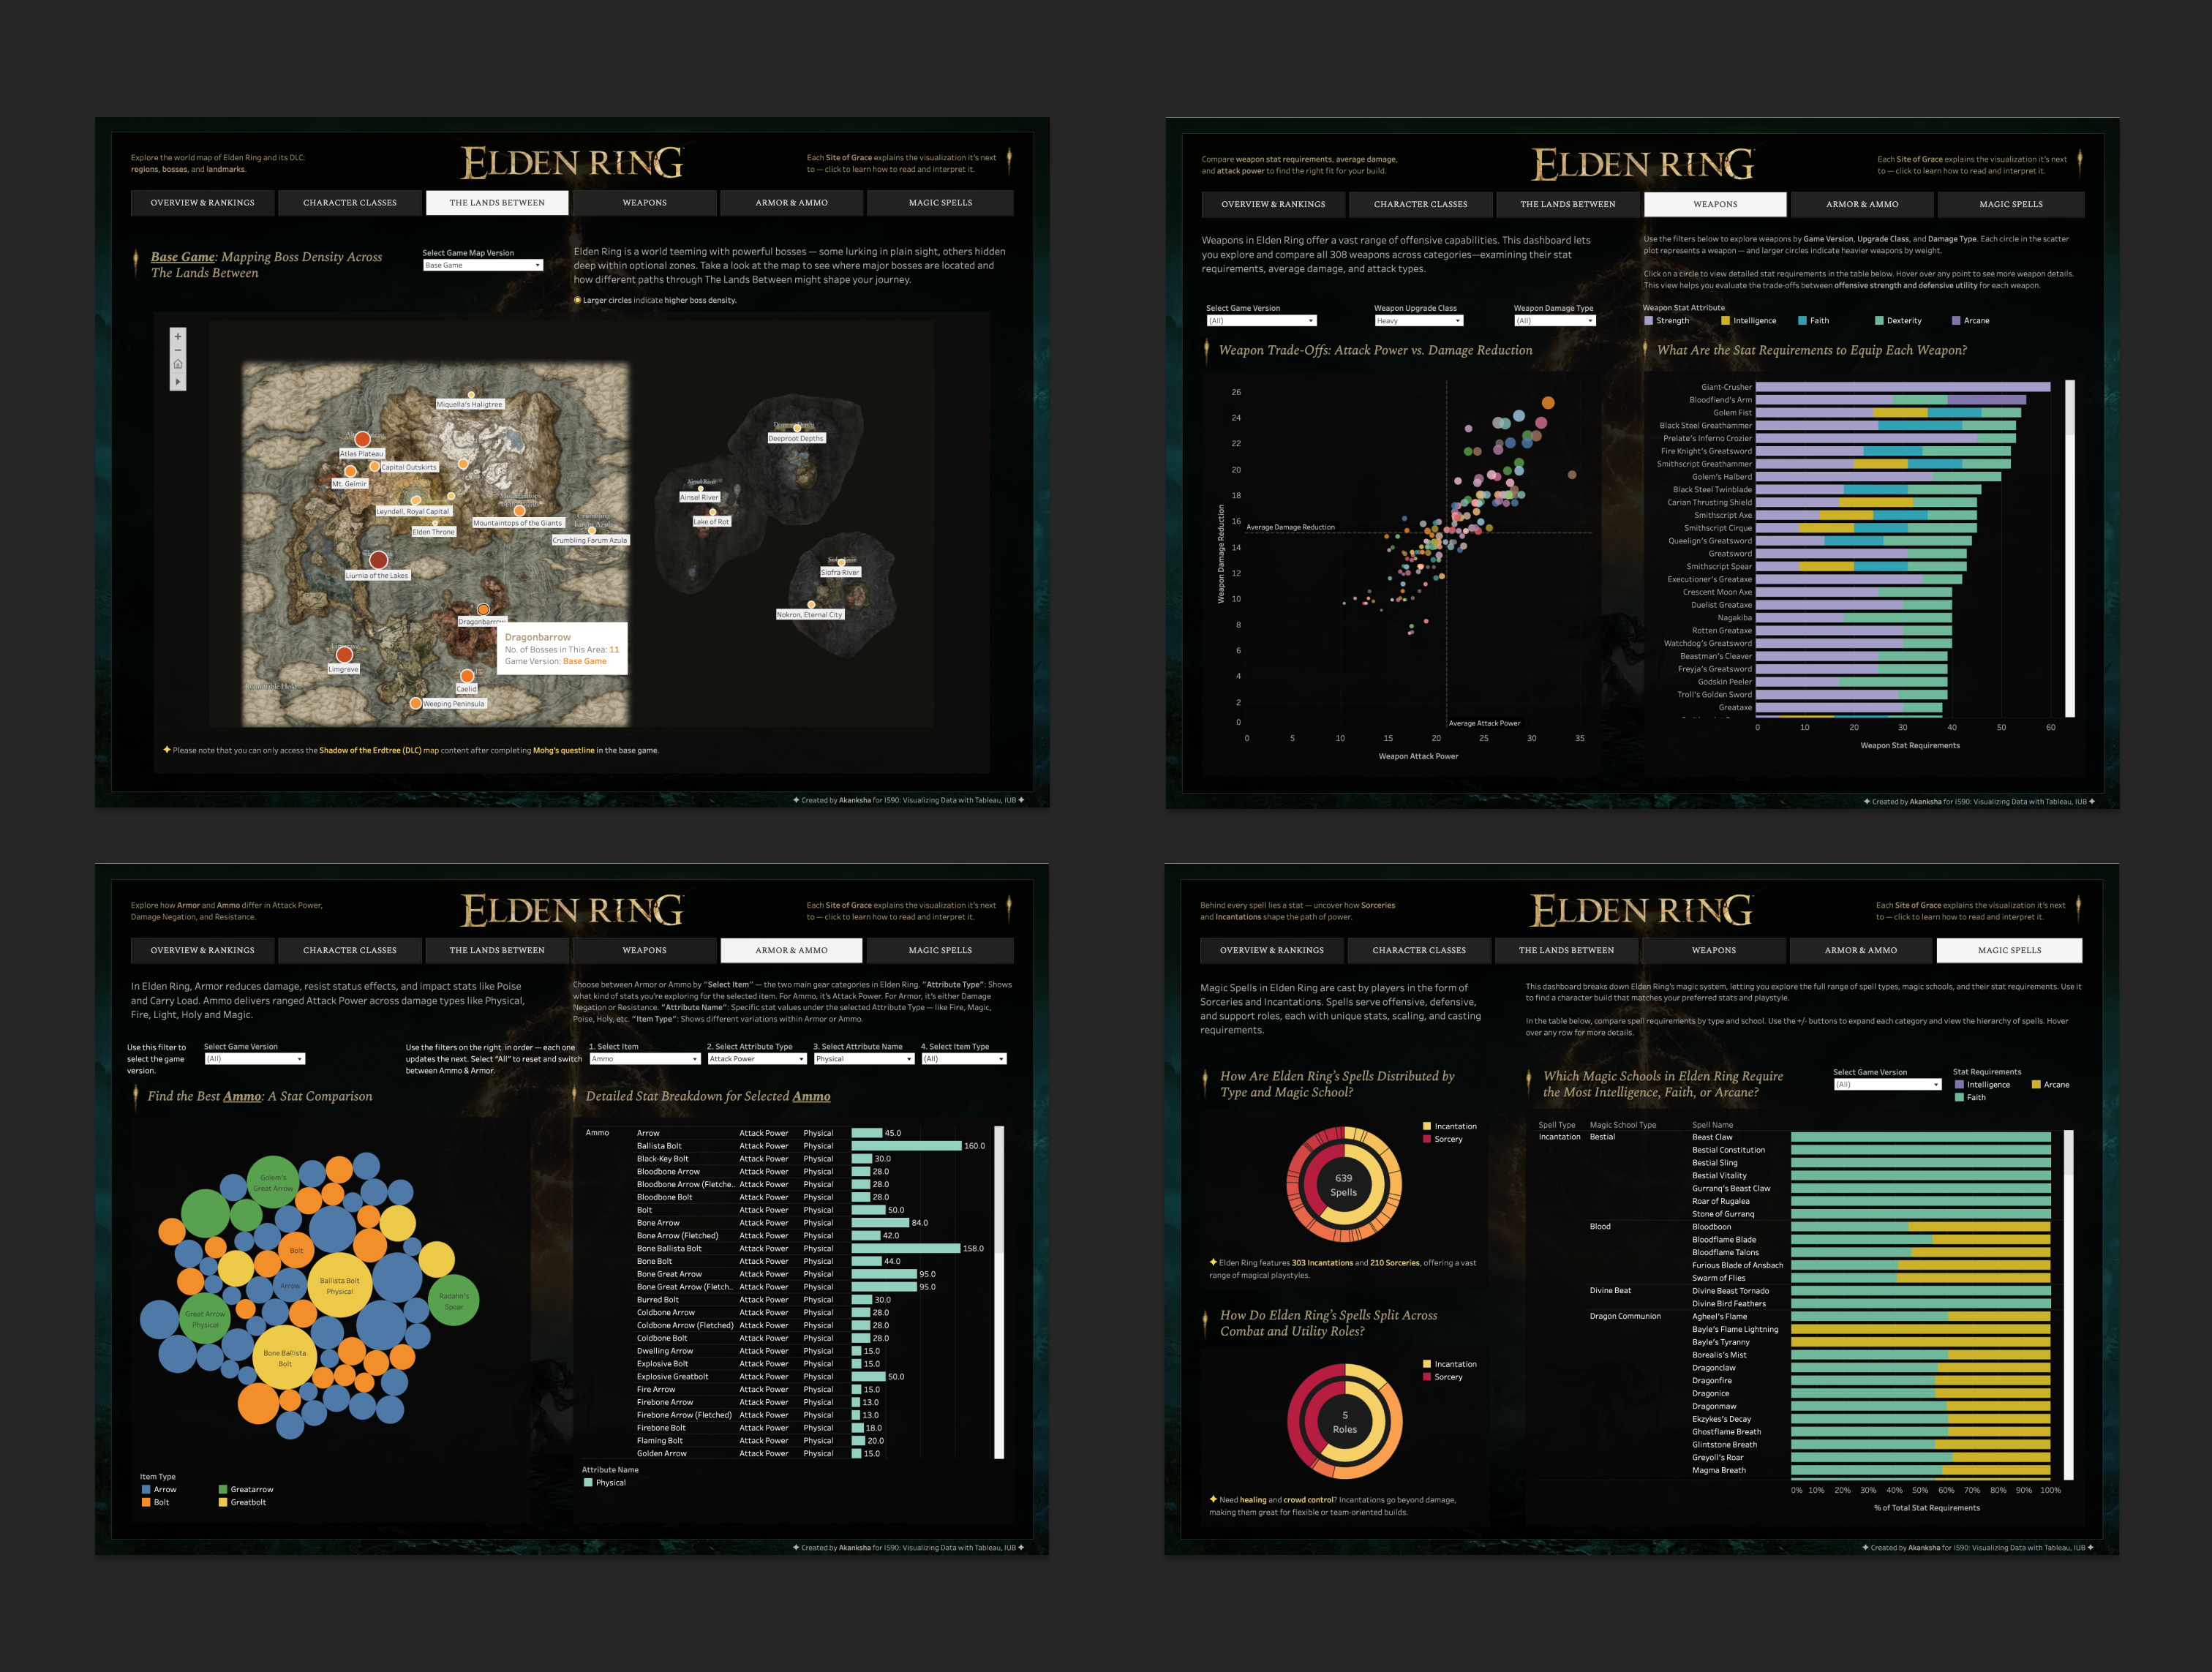 Explore the world map of Elden Ring and its DLC:
regions, bosses, and landmarks.
ELDEN RING
Each Site of Grace explains the visualization it's next
to — click to learn how to read and interpret it.
OVERVIEW & RANKINGS
CHARACTER CLASSES
THE LANDS BETWEEN
WEAPONS
ARMOR & AMMO
MAGIC SPELLS
Base Game: Mapping Boss Density Across
The Lands Between
Select Game Map Version
Base Game
Elden Ring is a world teeming with powerful bosses — some lurking in plain sight, others hidden
deep within optional zones. Take a look at the map to see where major bosses are located and
how different paths through The Lands Between might shape your journey.
Larger circles indicate higher boss density.
Miquella's Haligtree
Atlas Plateau
Capital Outskirts
Mt. Gelmir
Leyndell, Royal Capital
Mountaintops of the Giants
Elden Throne
Crumbling Farum Azula
Liurnia of the Lakes
Dragonbarrow
Dragonbarrow
No. of Bosses in This Area: 11
Game Version: Base Game
Limgrave
Caelid
Weeping Peninsula
Deeproot Depths
Ainsel River
Lake of Rot
Siofra River
Nokron, Eternal City
✦ Please note that you can only access the Shadow of the Erdtree (DLC) map content after completing Mohg's questline in the base game.
✦ Created by Akanksha for I590: Visualizing Data with Tableau, IUB ✦
Compare weapon stat requirements, average damage,
and attack power to find the right fit for your build.
ELDEN RING
Each Site of Grace explains the visualization it's next
to — click to learn how to read and interpret it.
OVERVIEW & RANKINGS
CHARACTER CLASSES
THE LANDS BETWEEN
WEAPONS
ARMOR & AMMO
MAGIC SPELLS
Weapons in Elden Ring offer a vast range of offensive capabilities. This dashboard lets
you explore and compare all 308 weapons across categories—examining their stat
requirements, average damage, and attack types.
Use the filters below to explore weapons by Game Version, Upgrade Class, and Damage Type. Each circle in the scatter
plot represents a weapon — and larger circles indicate heavier weapons by weight.
Click on a circle to view detailed stat requirements in the table below. Hover over any point to see more weapon details.
This view helps you evaluate the trade-offs between offensive strength and defensive utility for each weapon.
Select Game Version
(All)
Weapon Upgrade Class
Heavy
Weapon Damage Type
(All)
Weapon Stat Attribute
Strength
Intelligence
Faith
Dexterity
Arcane
Weapon Trade-Offs: Attack Power vs. Damage Reduction
Weapon Damage Reduction
26
24
22
20
18
16
14
12
10
8
6
4
2
0
Average Damage Reduction
Average Attack Power
0 5 10 15 20 25 30 35
Weapon Attack Power
What Are the Stat Requirements to Equip Each Weapon?
Giant-Crusher
Bloodfiend's Arm
Golem Fist
Black Steel Greathammer
Prelate's Inferno Crozier
Fire Knight's Greatsword
Smithscript Greathammer
Golem's Halberd
Black Steel Twinblade
Carian Thrusting Shield
Smithscript Axe
Smithscript Cirque
Queelign's Greatsword
Greatsword
Smithscript Spear
Executioner's Greataxe
Crescent Moon Axe
Duelist Greataxe
Nagakiba
Rotten Greataxe
Watchdog's Greatsword
Beastman's Cleaver
Freyja's Greatsword
Godskin Peeler
Troll's Golden Sword
Greataxe
0 10 20 30 40 50 60
Weapon Stat Requirements
✦ Created by Akanksha for I590: Visualizing Data with Tableau, IUB ✦
Explore how Armor and Ammo differ in Attack Power,
Damage Negation, and Resistance.
ELDEN RING
Each Site of Grace explains the visualization it's next
to — click to learn how to read and interpret it.
OVERVIEW & RANKINGS
CHARACTER CLASSES
THE LANDS BETWEEN
WEAPONS
ARMOR & AMMO
MAGIC SPELLS
In Elden Ring, Armor reduces damage, resist status effects, and impact stats like Poise
and Carry Load. Ammo delivers ranged Attack Power across damage types like Physical,
Fire, Light, Holy and Magic.
Choose between Armor or Ammo by "Select Item" — the two main gear categories in Elden Ring. "Attribute Type": Shows
what kind of stats you're exploring for the selected item. For Ammo, it's Attack Power. For Armor, it's either Damage
Negation or Resistance. "Attribute Name": Specific stat values under the selected Attribute Type — like Fire, Magic,
Poise, Holy, etc. "Item Type": Shows different variations within Armor or Ammo.
Use this filter to
select the game
version.
Select Game Version
(All)
Use the filters on the right in order — each one
updates the next. Select "All" to reset and switch
between Ammo & Armor.
1. Select Item
Ammo
2. Select Attribute Type
Attack Power
3. Select Attribute Name
Physical
4. Select Item Type
(All)
Find the Best Ammo: A Stat Comparison
Golem's
Great Arrow
Bolt
Arrow
Ballista Bolt
Physical
Radahn's
Spear
Great Arrow
Physical
Bone Ballista
Bolt
Item Type
Arrow
Greatarrow
Bolt
Greatbolt
Detailed Stat Breakdown for Selected Ammo
Ammo Arrow Attack Power Physical 45.0
Ballista Bolt Attack Power Physical 160.0
Black-Key Bolt Attack Power Physical 30.0
Bloodbone Arrow Attack Power Physical 28.0
Bloodbone Arrow (Fletche.. Attack Power Physical 28.0
Bloodbone Bolt Attack Power Physical 28.0
Bolt Attack Power Physical 50.0
Bone Arrow Attack Power Physical 84.0
Bone Arrow (Fletched) Attack Power Physical 42.0
Bone Ballista Bolt Attack Power Physical 158.0
Bone Bolt Attack Power Physical 44.0
Bone Great Arrow Attack Power Physical 95.0
Bone Great Arrow (Fletch.. Attack Power Physical 95.0
Burred Bolt Attack Power Physical 30.0
Coldbone Arrow Attack Power Physical 28.0
Coldbone Arrow (Fletched) Attack Power Physical 28.0
Coldbone Bolt Attack Power Physical 28.0
Dwelling Arrow Attack Power Physical 15.0
Explosive Bolt Attack Power Physical 15.0
Explosive Greatbolt Attack Power Physical 50.0
Fire Arrow Attack Power Physical 15.0
Firebone Arrow Attack Power Physical 13.0
Firebone Arrow (Fletched) Attack Power Physical 13.0
Firebone Bolt Attack Power Physical 18.0
Flaming Bolt Attack Power Physical 20.0
Golden Arrow Attack Power Physical 15.0
Attribute Name
Physical
✦ Created by Akanksha for I590: Visualizing Data with Tableau, IUB ✦
Behind every spell lies a stat — uncover how Sorceries
and Incantations shape the path of power.
ELDEN RING
Each Site of Grace explains the visualization it's next
to — click to learn how to read and interpret it.
OVERVIEW & RANKINGS
CHARACTER CLASSES
THE LANDS BETWEEN
WEAPONS
ARMOR & AMMO
MAGIC SPELLS
Magic Spells in Elden Ring are cast by players in the form of
Sorceries and Incantations. Spells serve offensive, defensive,
and support roles, each with unique stats, scaling, and casting
requirements.
This dashboard breaks down Elden Ring's magic system, letting you explore the full range of spell types, magic schools, and their stat requirements. Use it
to find a character build that matches your preferred stats and playstyle.
In the table below, compare spell requirements by type and school. Use the +/- buttons to expand each category and view the hierarchy of spells. Hover
over any row for more details.
How Are Elden Ring's Spells Distributed by
Type and Magic School?
Incantation
Sorcery
639
Spells
✦ Elden Ring features 303 Incantations and 210 Sorceries, offering a vast
range of magical playstyles.
How Do Elden Ring's Spells Split Across
Combat and Utility Roles?
Incantation
Sorcery
5
Roles
✦ Need healing and crowd control? Incantations go beyond damage,
making them great for flexible or team-oriented builds.
Which Magic Schools in Elden Ring Require
the Most Intelligence, Faith, or Arcane?
Select Game Version
(All)
Stat Requirements
Intelligence
Arcane
Faith
Spell Type Magic School Type Spell Name
Incantation Bestial Beast Claw
Bestial Constitution
Bestial Sling
Bestial Vitality
Gurranq's Beast Claw
Roar of Rugalea
Stone of Gurranq
Blood Bloodboon
Bloodflame Blade
Bloodflame Talons
Furious Blade of Ansbach
Swarm of Flies
Divine Beat Divine Beast Tornado
Divine Bird Feathers
Dragon Communion Agheel's Flame
Bayle's Flame Lightning
Bayle's Tyranny
Borealis's Mist
Dragonclaw
Dragonfire
Dragonice
Dragonmaw
Ekzykes's Decay
Ghostflame Breath
Glintstone Breath
Greyoll's Roar
Magma Breath
0% 10% 20% 30% 40% 50% 60% 70% 80% 90% 100%
% of Total Stat Requirements
✦ Created by Akanksha for I590: Visualizing Data with Tableau, IUB ✦